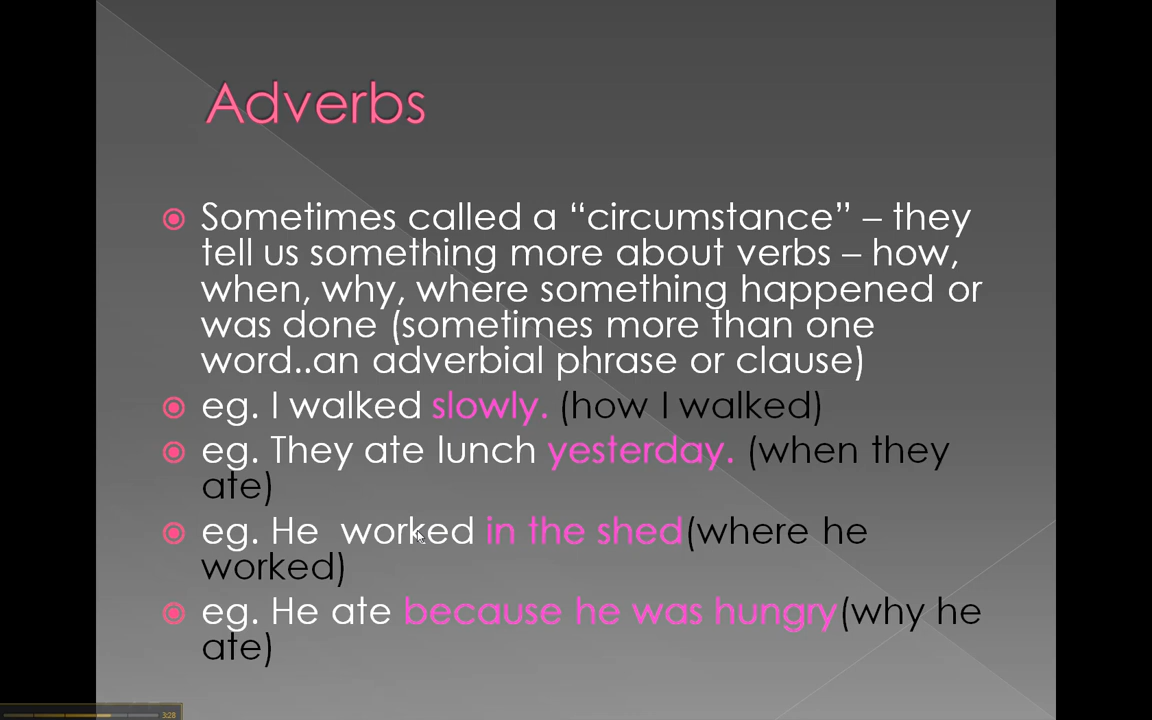 Adverbs
Sometimes called a “circumstance” – they
tell us something more about verbs – how,
when, why, where something happened or
was done (sometimes more than one
word..an adverbial phrase or clause)
eg. I walked slowly. (how I walked)
eg. They ate lunch yesterday. (when they
ate)
eg. He  worked in the shed(where he
worked)
eg. He ate because he was hungry(why he
ate)
3:28